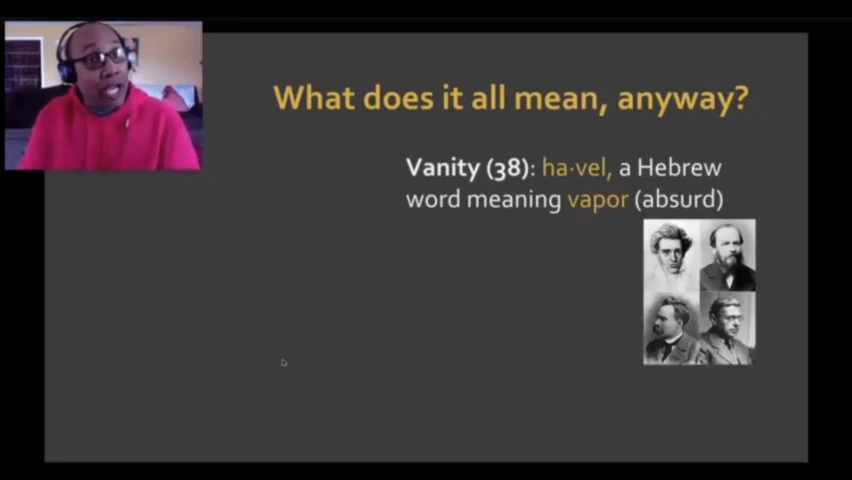 What does it all mean, anyway?
Vanity (38): ha·vel, a Hebrew
word meaning vapor (absurd)